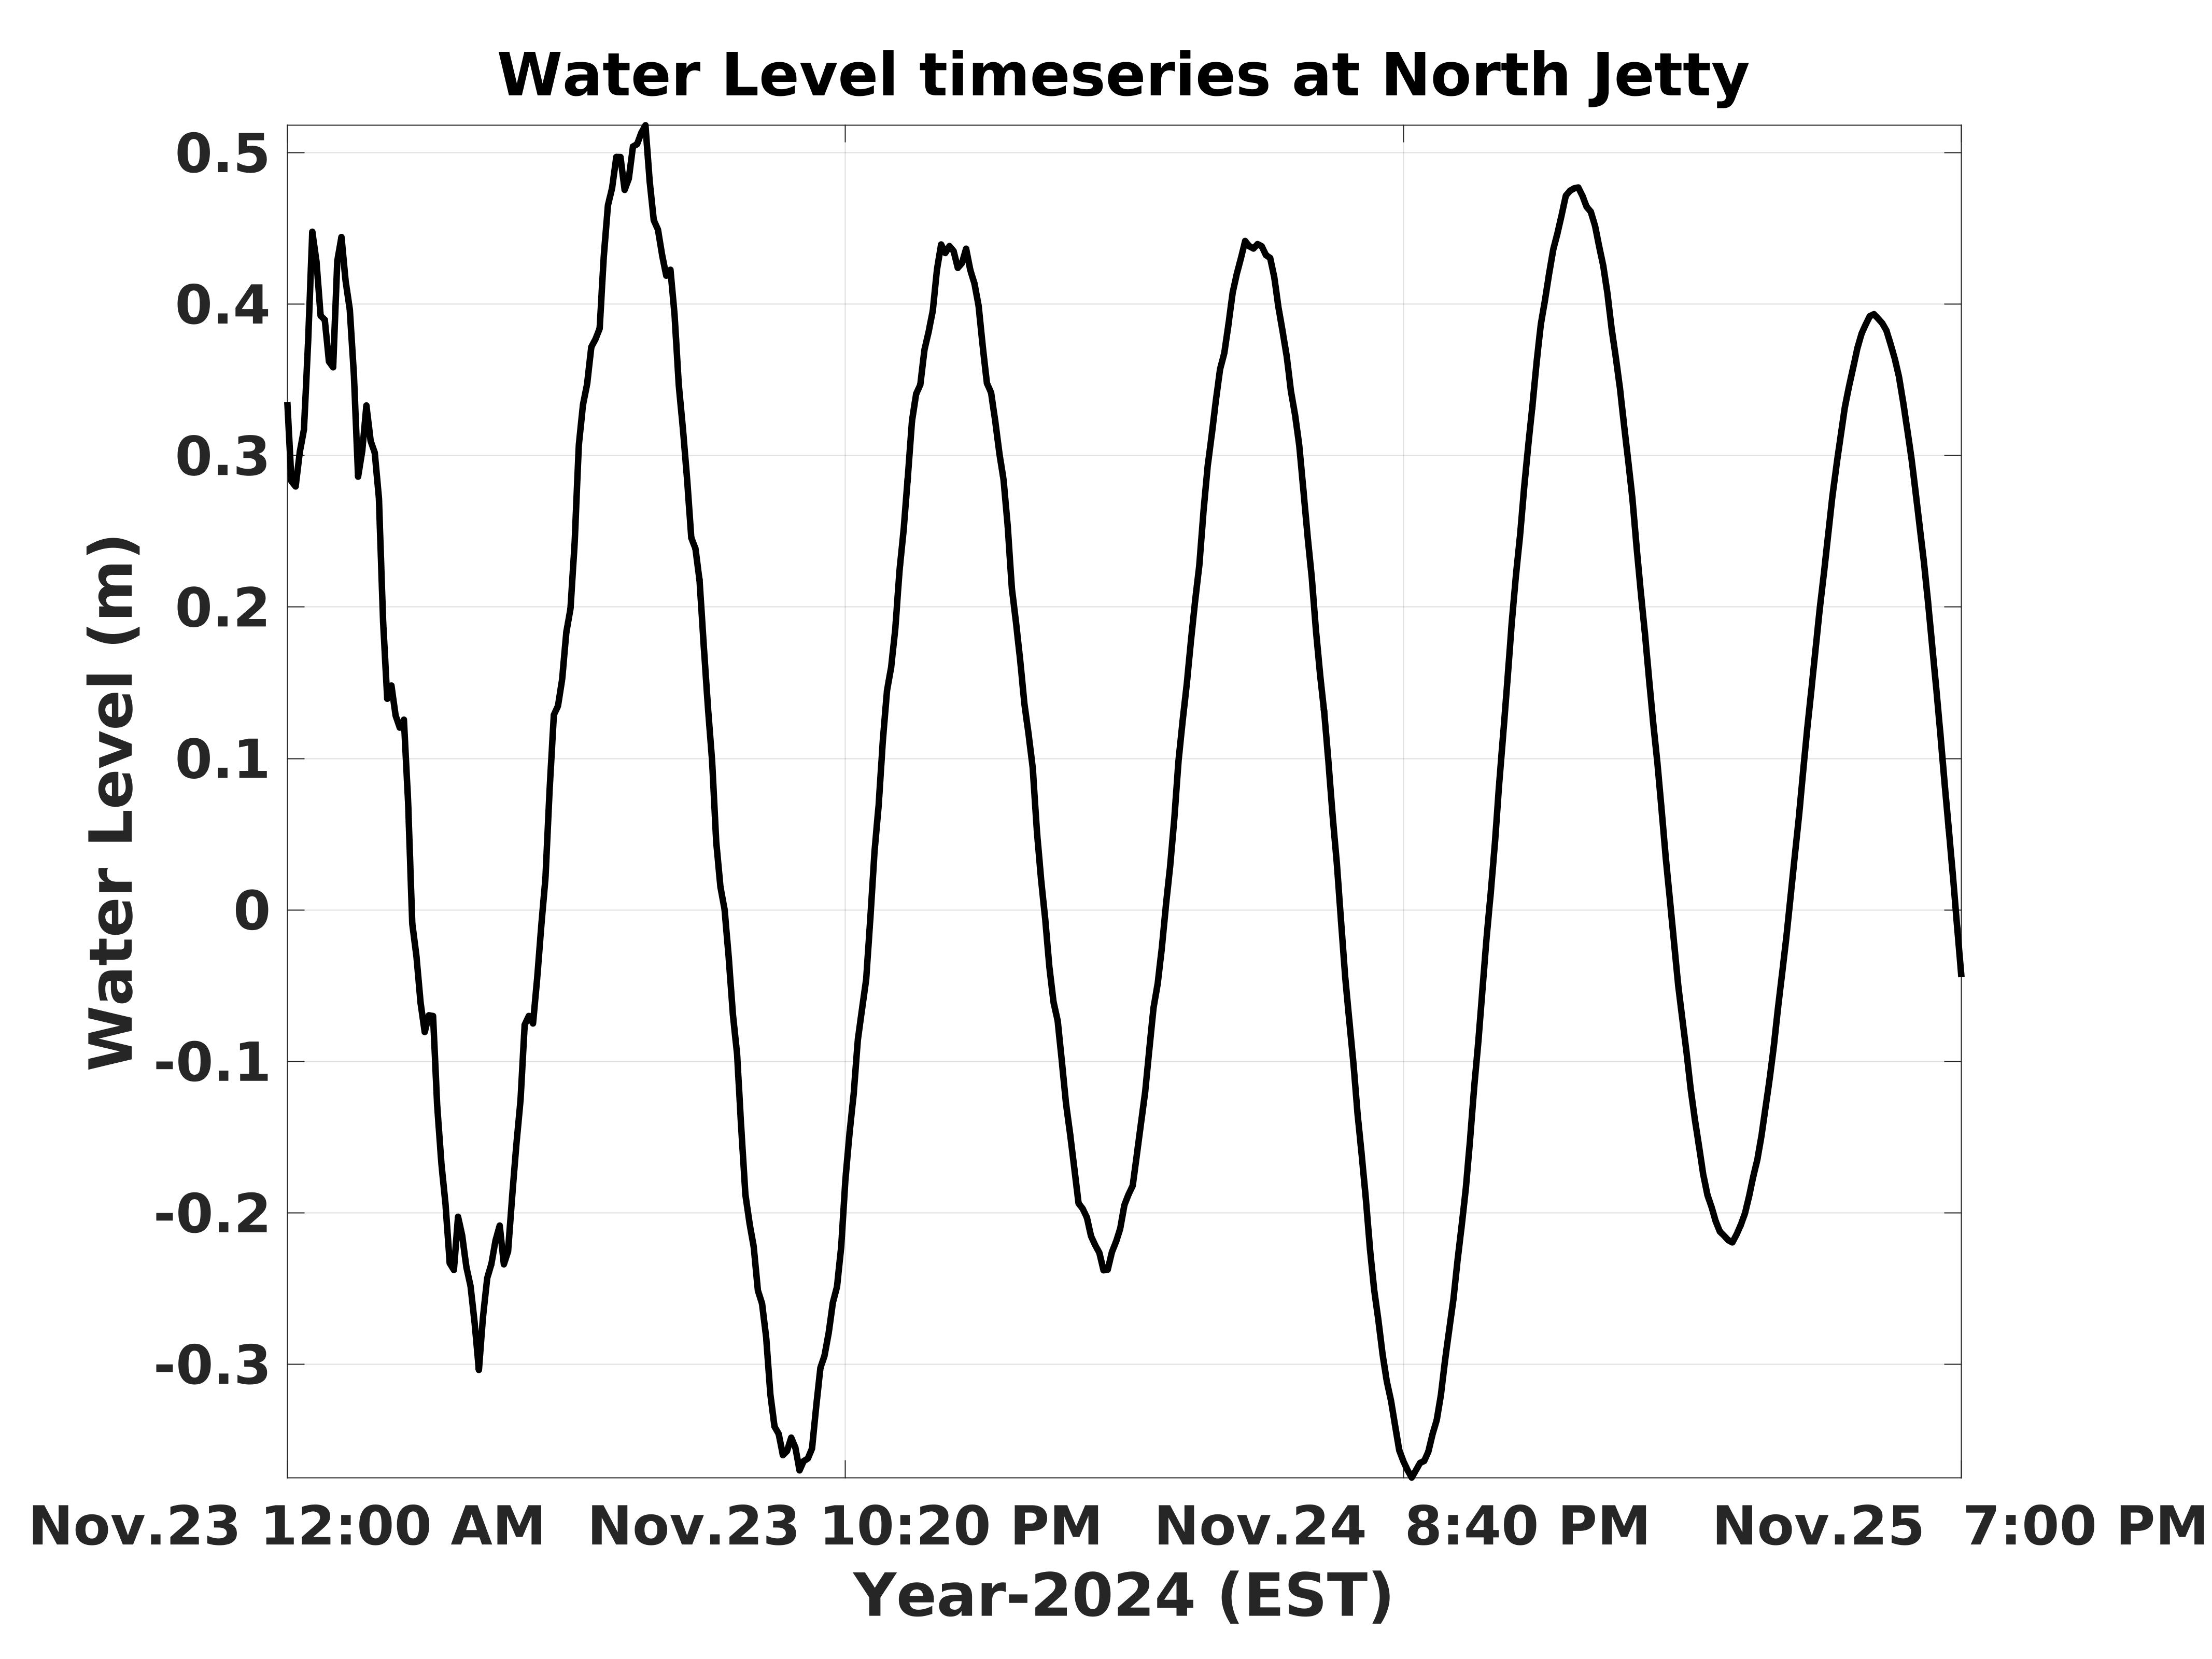 Water Level timeseries at North Jetty
0.5
0.4
0.3
0.2
0.1
0
-0.1
-0.2
-0.3
Water Level (m)
Nov.23 12:00 AM Nov.23 10:20 PM Nov.24 8:40 PM Nov.25 7:00 PM
Year-2024 (EST)